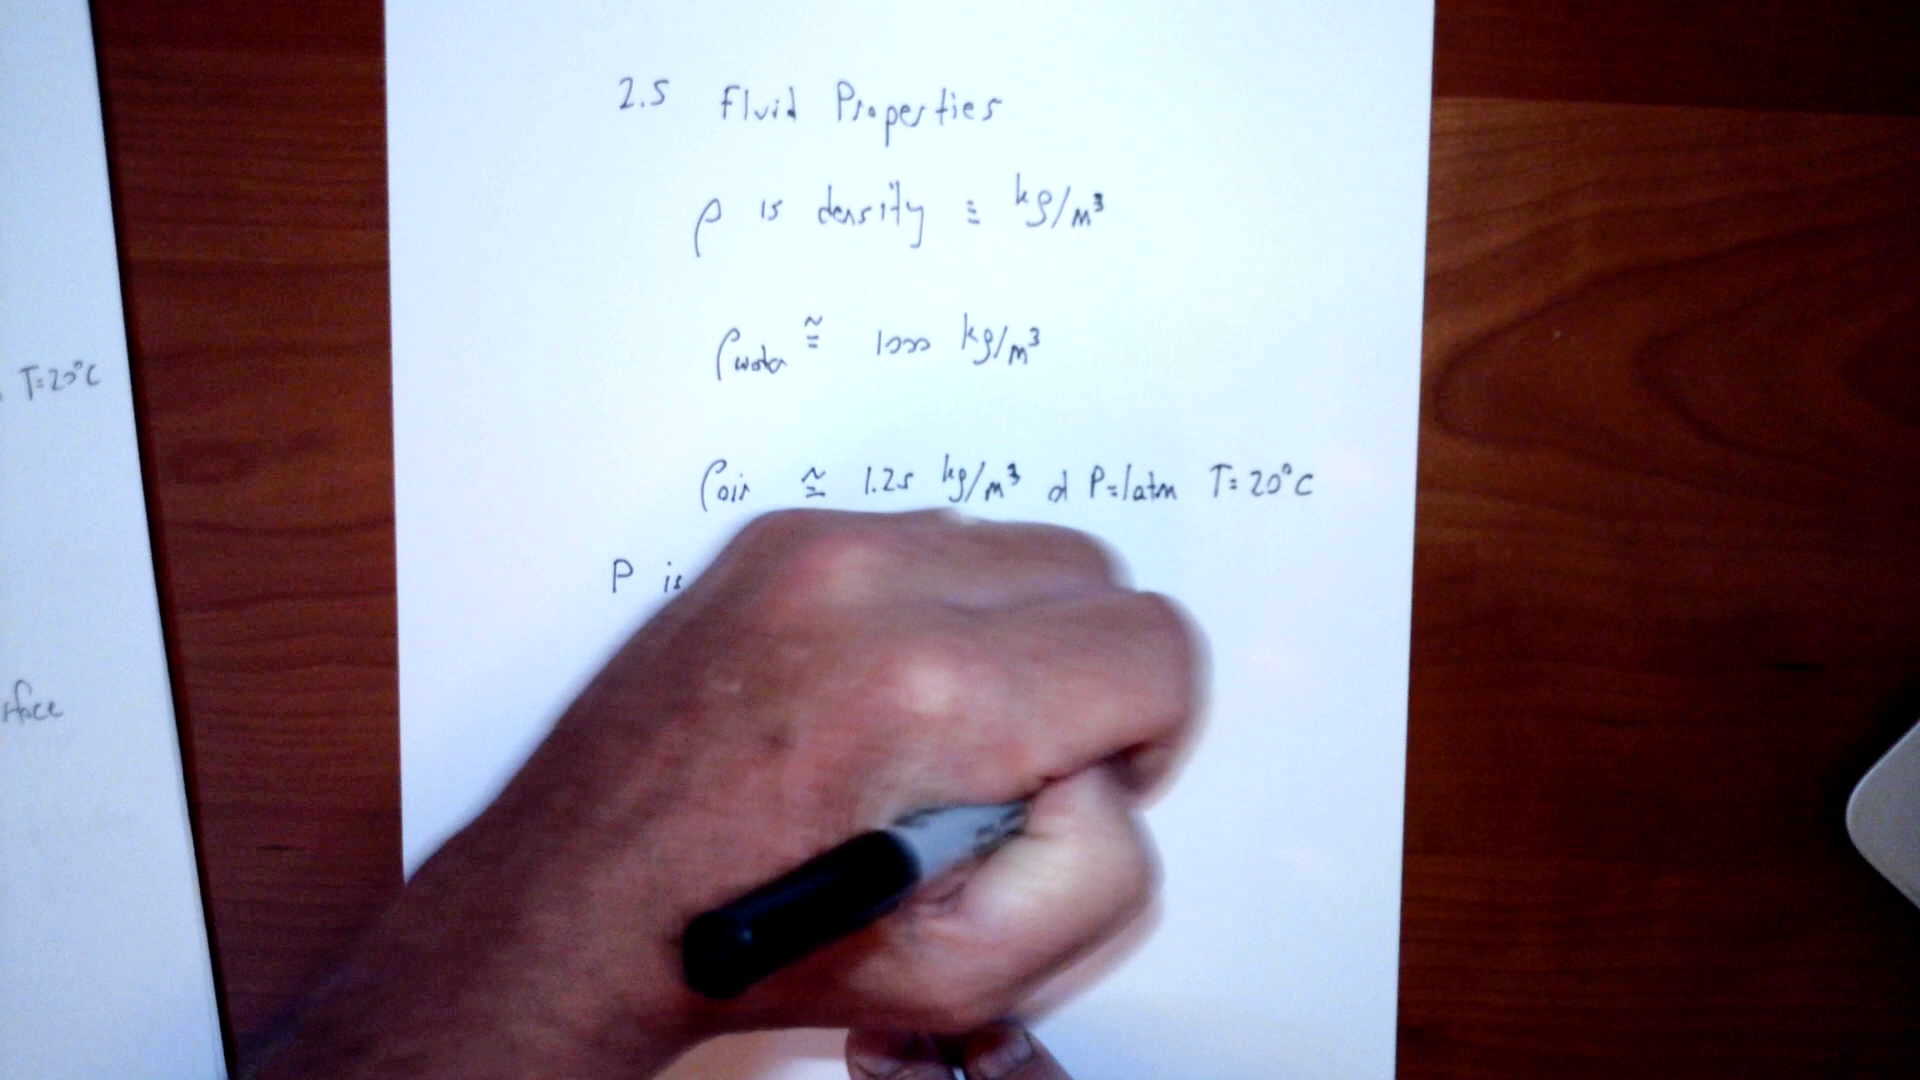 2.5 Fluid Properties
ρ is density ≡ kg/m³
ρwater ≅ 1000 kg/m³
ρair ≅ 1.25 kg/m³ at P=1atm T=20°C
P is
T=20°C
rface